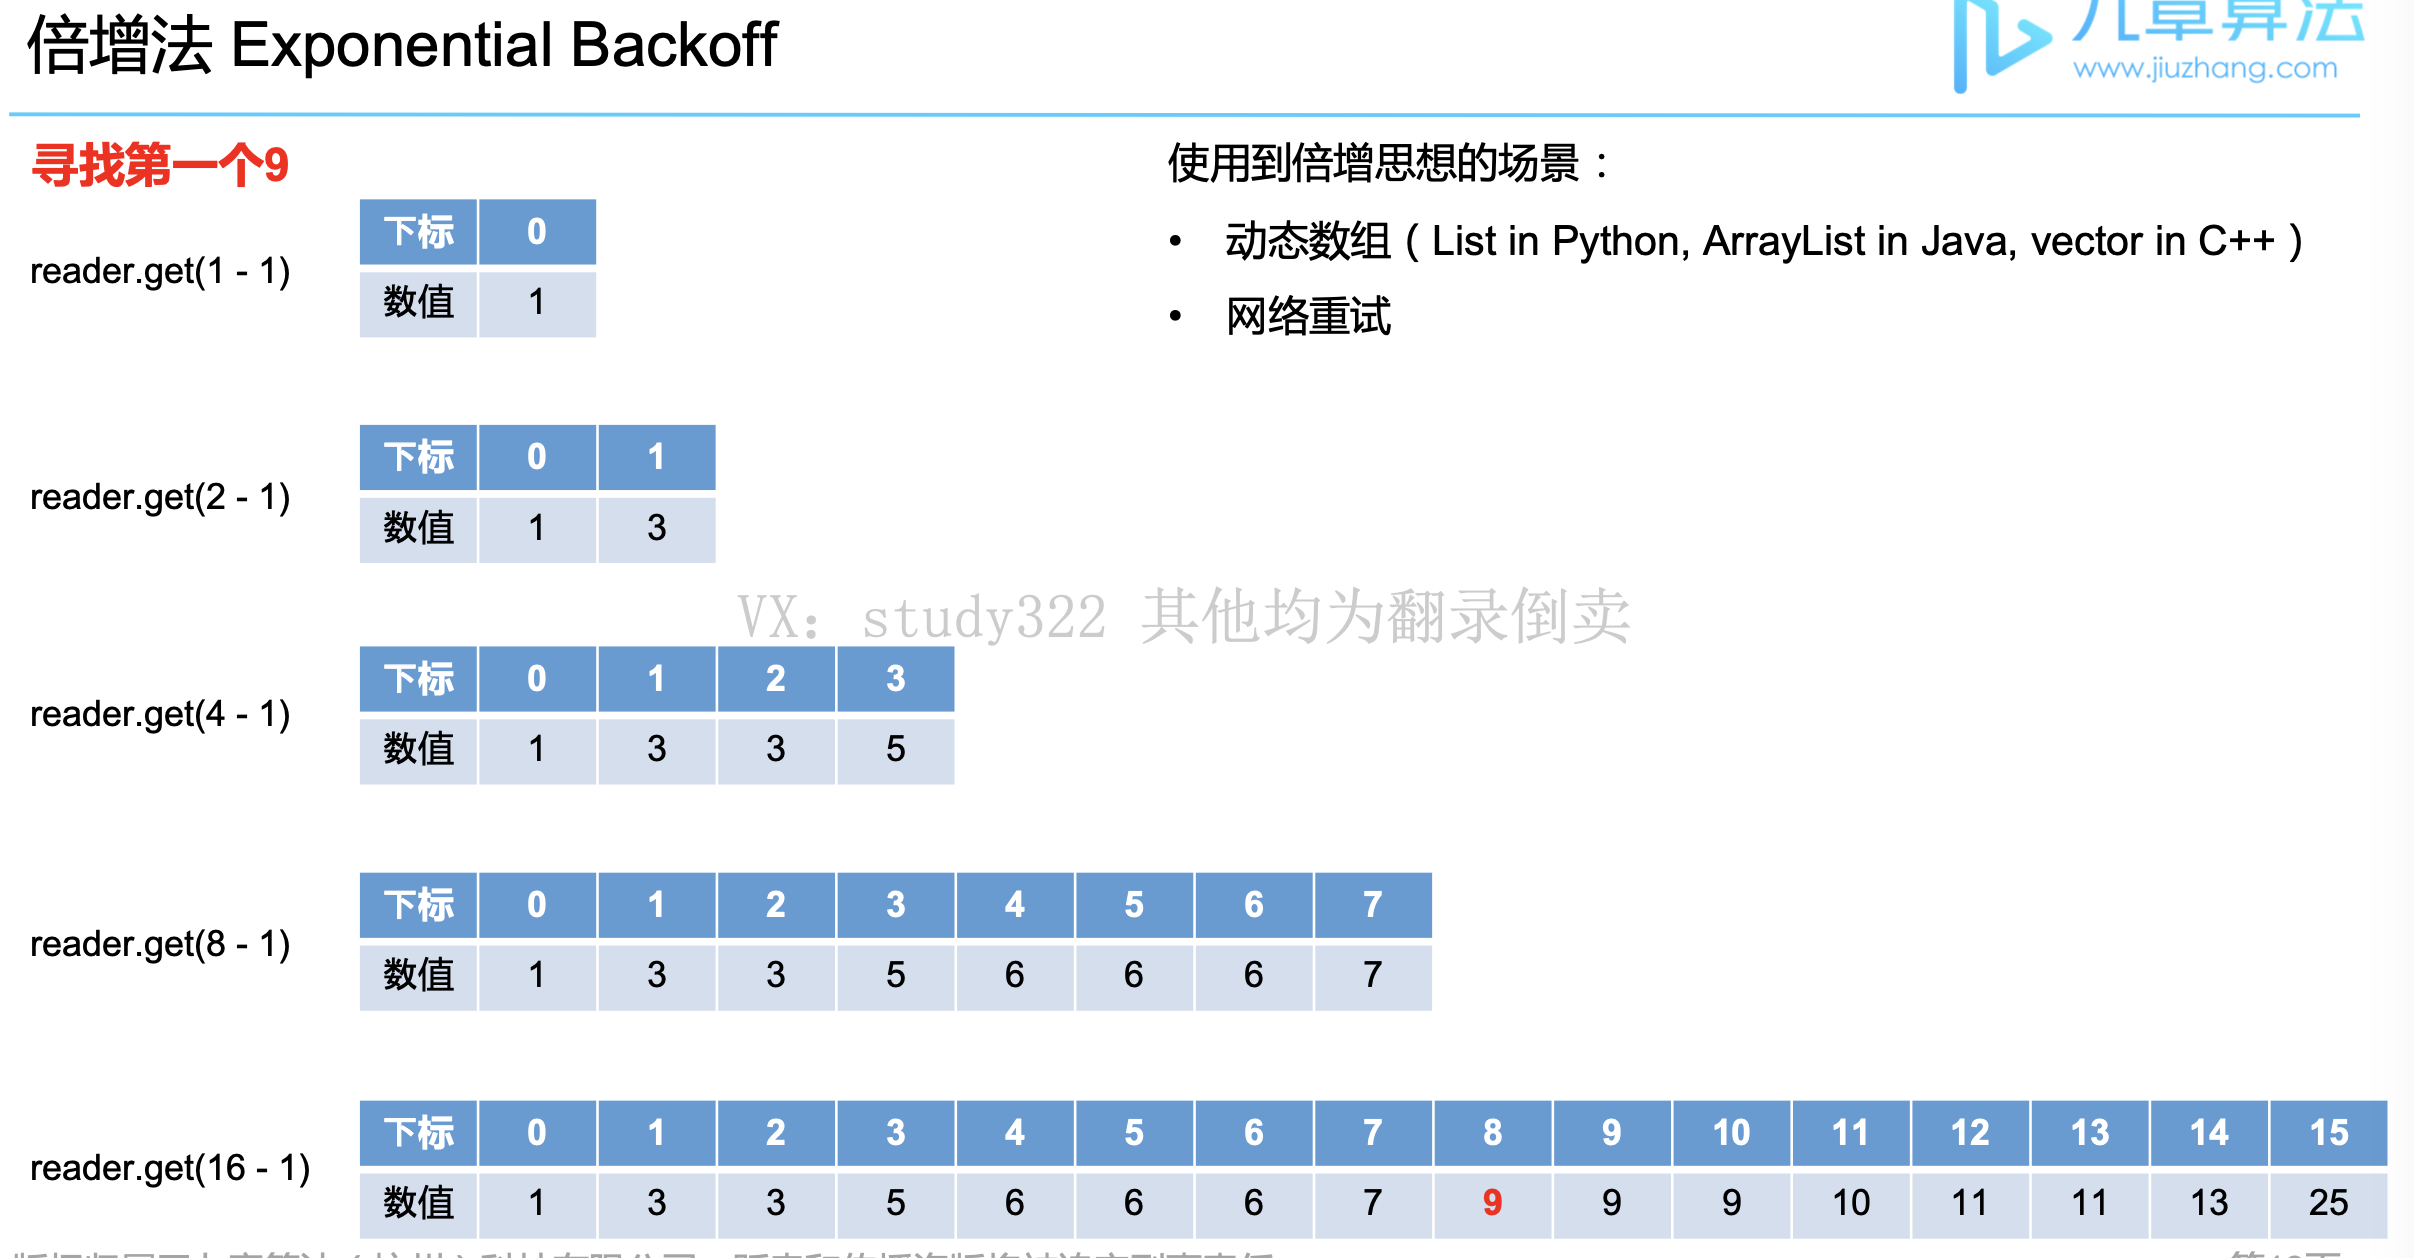 倍增法 Exponential Backoff
九章算法
www.jiuzhang.com
寻找第一个9
使用到倍增思想的场景：
• 动态数组（List in Python, ArrayList in Java, vector in C++）
• 网络重试
reader.get(1 - 1)
下标 0
数值 1
reader.get(2 - 1)
下标 0 1
数值 1 3
VX: study322 其他均为翻录倒卖
reader.get(4 - 1)
下标 0 1 2 3
数值 1 3 3 5
reader.get(8 - 1)
下标 0 1 2 3 4 5 6 7
数值 1 3 3 5 6 6 6 7
reader.get(16 - 1)
下标 0 1 2 3 4 5 6 7 8 9 10 11 12 13 14 15
数值 1 3 3 5 6 6 6 7 9 9 9 10 11 11 13 25